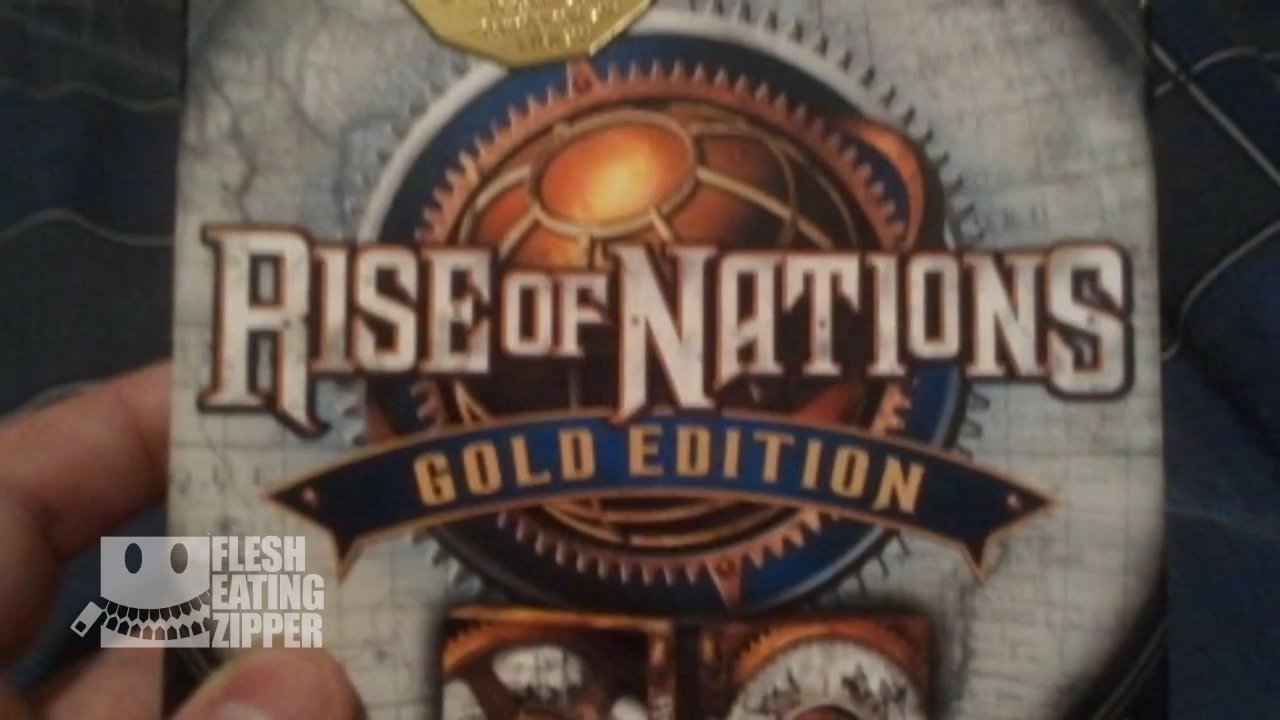 RISE OF NATIONS
GOLD EDITION
FLESH
EATING
ZIPPER